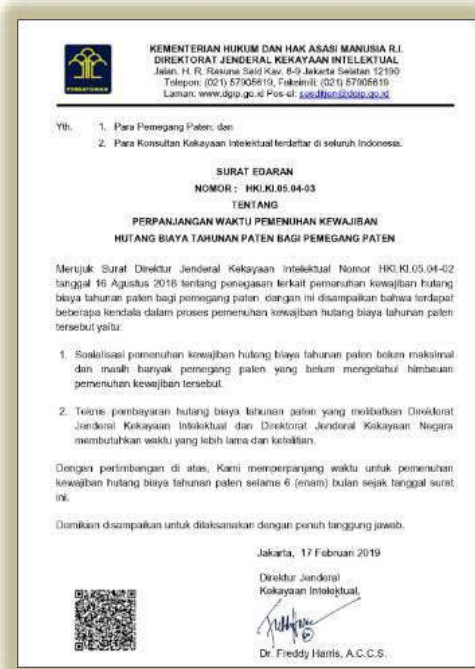 KEMENTERIAN HUKUM DAN HAK ASASI MANUSIA R.I.
DIREKTORAT JENDERAL KEKAYAAN INTELEKTUAL
Jalan. H. R. Rasuna Said Kav. 8-9 Jakarta Selatan 12190
Telepon: (021) 57905619, Faksimili: (021) 57905619
Laman: www.dgip.go.id Pos-el: sesditjen@dgip.go.id
PENGAYOMAN
Yth. 1. Para Pemegang Paten; dan
2. Para Konsultan Kekayaan Intelektual terdaftar di seluruh Indonesia.
SURAT EDARAN
NOMOR : HKI.KI.05.04-03
TENTANG
PERPANJANGAN WAKTU PEMENUHAN KEWAJIBAN
HUTANG BIAYA TAHUNAN PATEN BAGI PEMEGANG PATEN
Merujuk Surat Direktur Jenderal Kekayaan Intelektual Nomor HKI.KI.05.04-02
tanggal 16 Agustus 2018 tentang penegasan terkait pemenuhan kewajiban hutang
biaya tahunan paten bagi pemegang paten, dengan ini disampaikan bahwa terdapat
beberapa kendala dalam proses pemenuhan kewajiban hutang biaya tahunan paten
tersebut yaitu:
1. Sosialisasi pemenuhan kewajiban hutang biaya tahunan paten belum maksimal
dan masih banyak pemegang paten yang belum mengetahui himbauan
pemenuhan kewajiban tersebut.
2. Teknis pembayaran hutang biaya tahunan paten yang melibatkan Direktorat
Jenderal Kekayaan Intelektual dan Direktorat Jenderal Kekayaan Negara
membutuhkan waktu yang lebih lama dan ketelitian.
Dengan pertimbangan di atas, Kami memperpanjang waktu untuk pemenuhan
kewajiban hutang biaya tahunan paten selama 6 (enam) bulan sejak tanggal surat
ini.
Demikian disampaikan untuk dilaksanakan dengan penuh tanggung jawab.
Jakarta, 17 Februari 2019
Direktur Jenderal
Kekayaan Intelektual,
Dr. Freddy Harris, A.C.C.S.